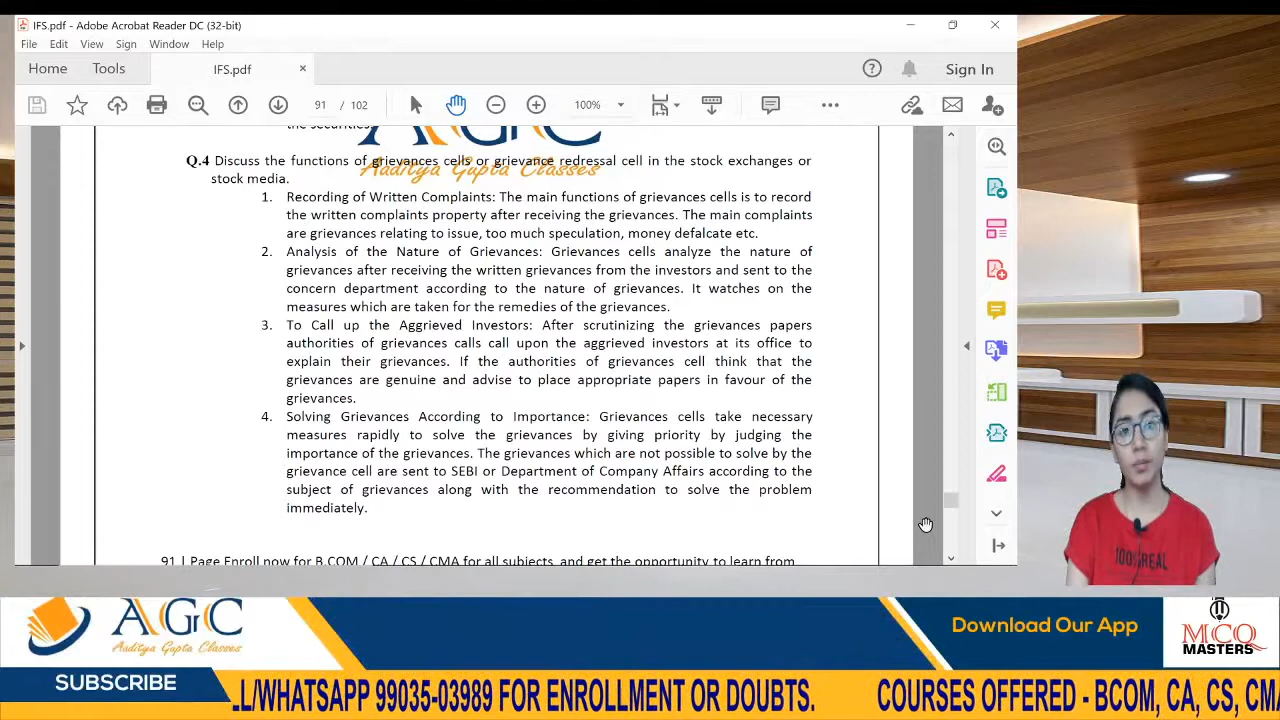 IFS.pdf - Adobe Acrobat Reader DC (32-bit)
File Edit View Sign Window Help
Home Tools IFS.pdf × Sign In
91 / 102 100%
the securities
AGC
Aaditya Gupta Classes
Q.4 Discuss the functions of grievances cells or grievance redressal cell in the stock exchanges or
stock media.
1. Recording of Written Complaints: The main functions of grievances cells is to record
the written complaints property after receiving the grievances. The main complaints
are grievances relating to issue, too much speculation, money defalcate etc.
2. Analysis of the Nature of Grievances: Grievances cells analyze the nature of
grievances after receiving the written grievances from the investors and sent to the
concern department according to the nature of grievances. It watches on the
measures which are taken for the remedies of the grievances.
3. To Call up the Aggrieved Investors: After scrutinizing the grievances papers
authorities of grievances calls call upon the aggrieved investors at its office to
explain their grievances. If the authorities of grievances cell think that the
grievances are genuine and advise to place appropriate papers in favour of the
grievances.
4. Solving Grievances According to Importance: Grievances cells take necessary
measures rapidly to solve the grievances by giving priority by judging the
importance of the grievances. The grievances which are not possible to solve by the
grievance cell are sent to SEBI or Department of Company Affairs according to the
subject of grievances along with the recommendation to solve the problem
immediately.
91 | Page Enroll now for B.COM / CA / CS / CMA for all subjects and get the opportunity to learn from
100% REAL
AGC
Aaditya Gupta Classes
Download Our App
MCQ
MASTERS
SUBSCRIBE
LL/WHATSAPP 99035-03989 FOR ENROLLMENT OR DOUBTS. COURSES OFFERED - BCOM, CA, CS, CMA